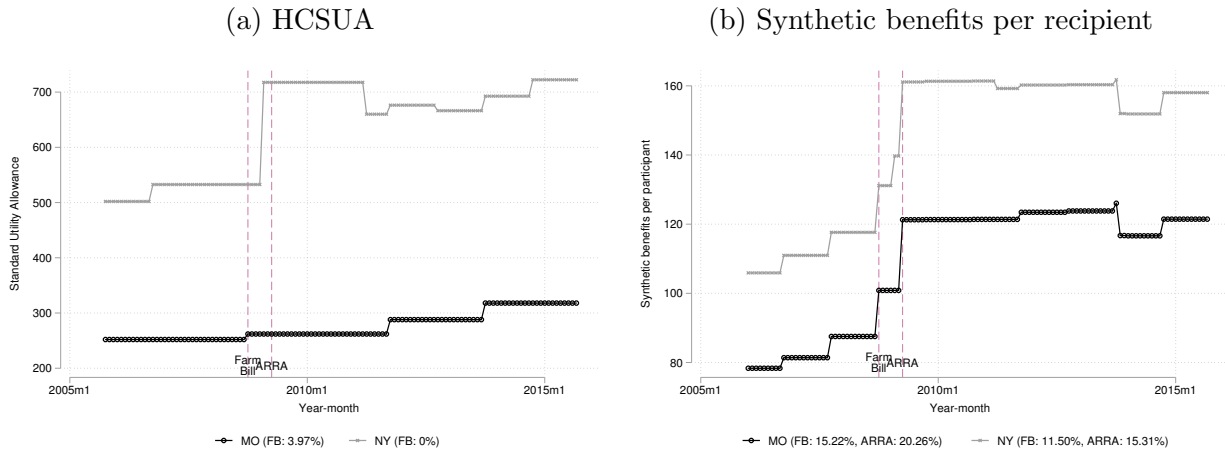 (a) HCSUA
Standard Utility Allowance
700
600
500
400
300
200
Farm
Bill
ARRA
2005m1
2010m1
2015m1
Year-month
MO (FB: 3.97%)
NY (FB: 0%)
(b) Synthetic benefits per recipient
Synthetic benefits per participant
160
140
120
100
80
Farm
Bill
ARRA
2005m1
2010m1
2015m1
Year-month
MO (FB: 15.22%, ARRA: 20.26%)
NY (FB: 11.50%, ARRA: 15.31%)